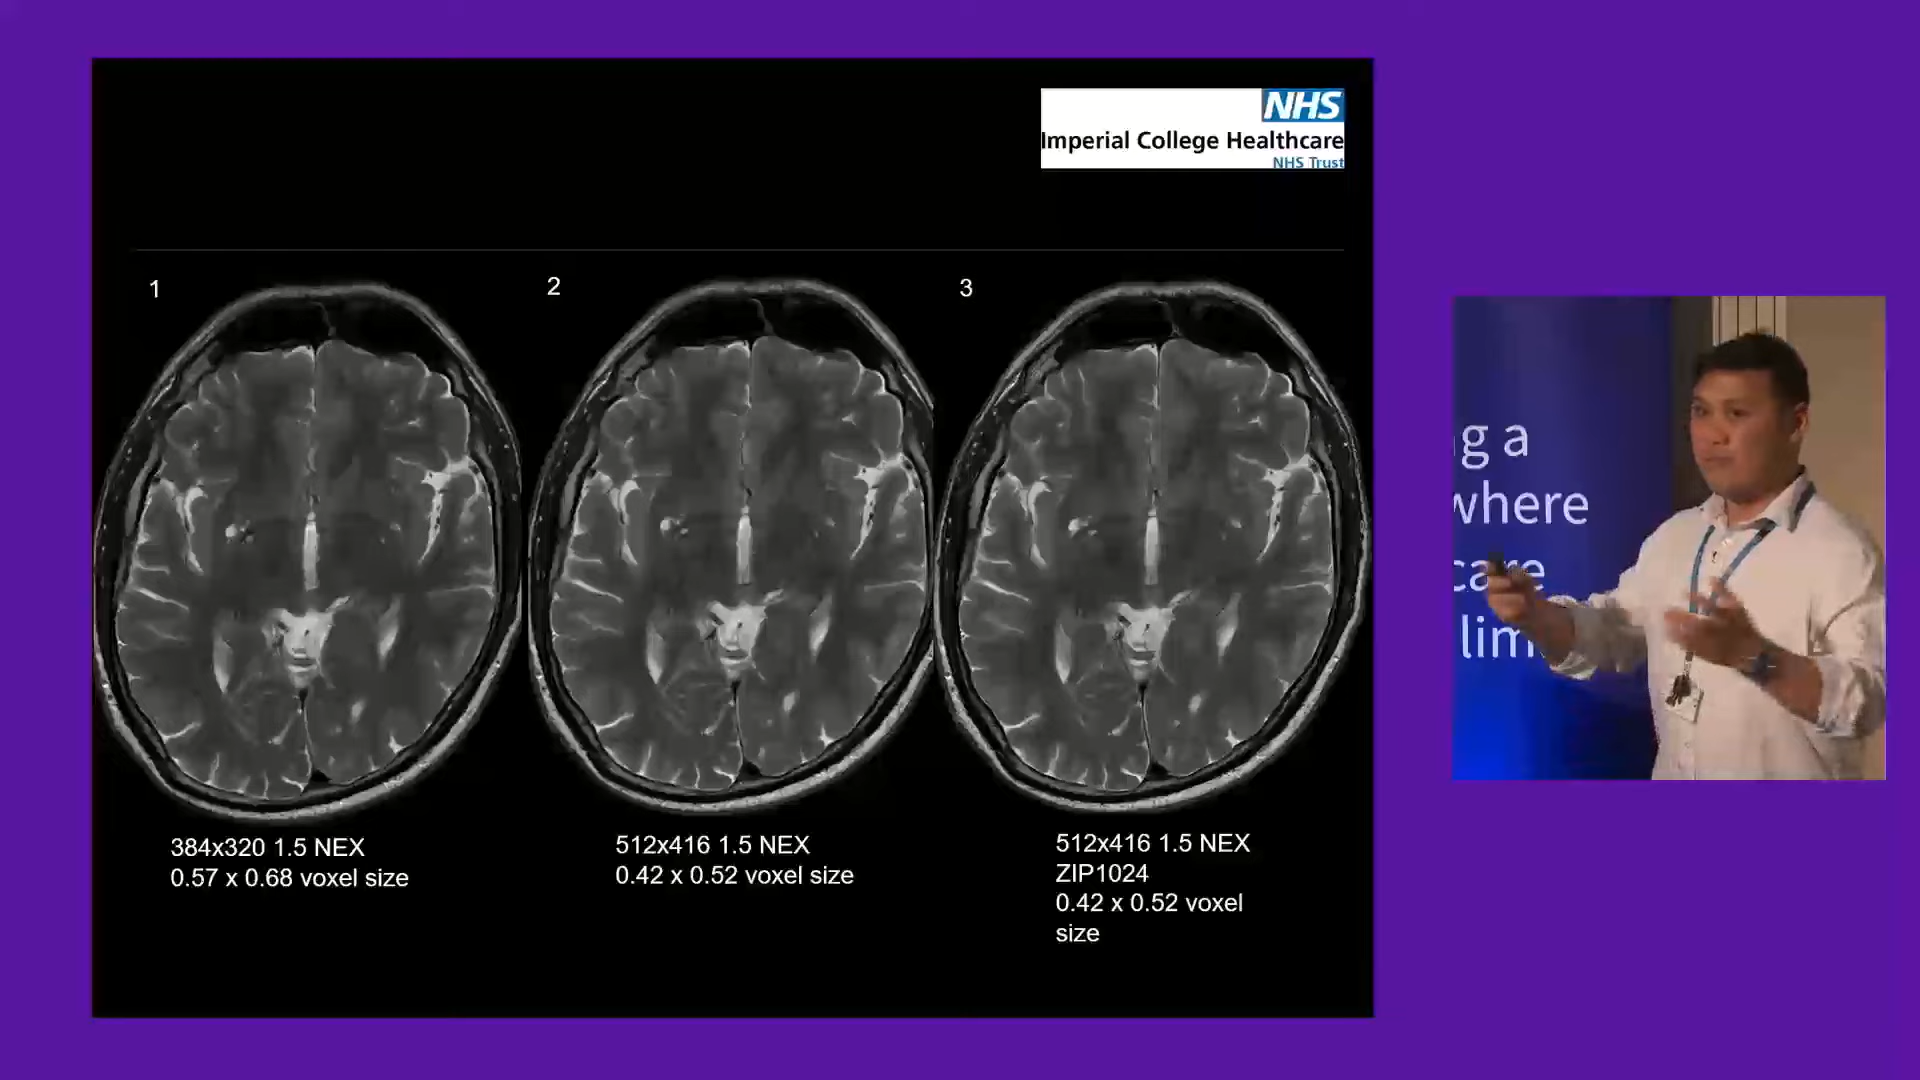 NHS
Imperial College Healthcare
NHS Trust
1
2
3
384x320 1.5 NEX
0.57 x 0.68 voxel size
512x416 1.5 NEX
0.42 x 0.52 voxel size
512x416 1.5 NEX
ZIP1024
0.42 x 0.52 voxel
size
g a
where
care
lim